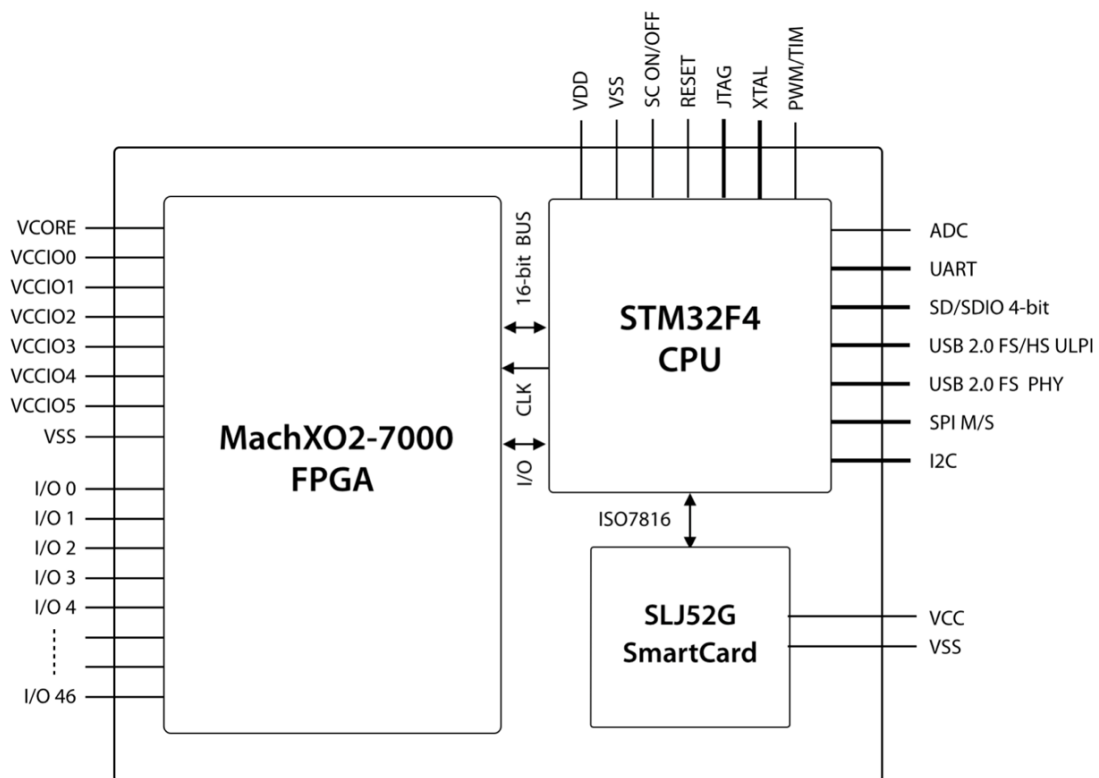 VDD
VSS
SC ON/OFF
RESET
JTAG
XTAL
PWM/TIM
VCORE
VCCIO0
VCCIO1
VCCIO2
VCCIO3
VCCIO4
VCCIO5
VSS
I/O 0
I/O 1
I/O 2
I/O 3
I/O 4
I/O 46
MachXO2-7000
FPGA
16-bit BUS
CLK
I/O
STM32F4
CPU
ADC
UART
SD/SDIO 4-bit
USB 2.0 FS/HS ULPI
USB 2.0 FS PHY
SPI M/S
I2C
ISO7816
SLJ52G
SmartCard
VCC
VSS